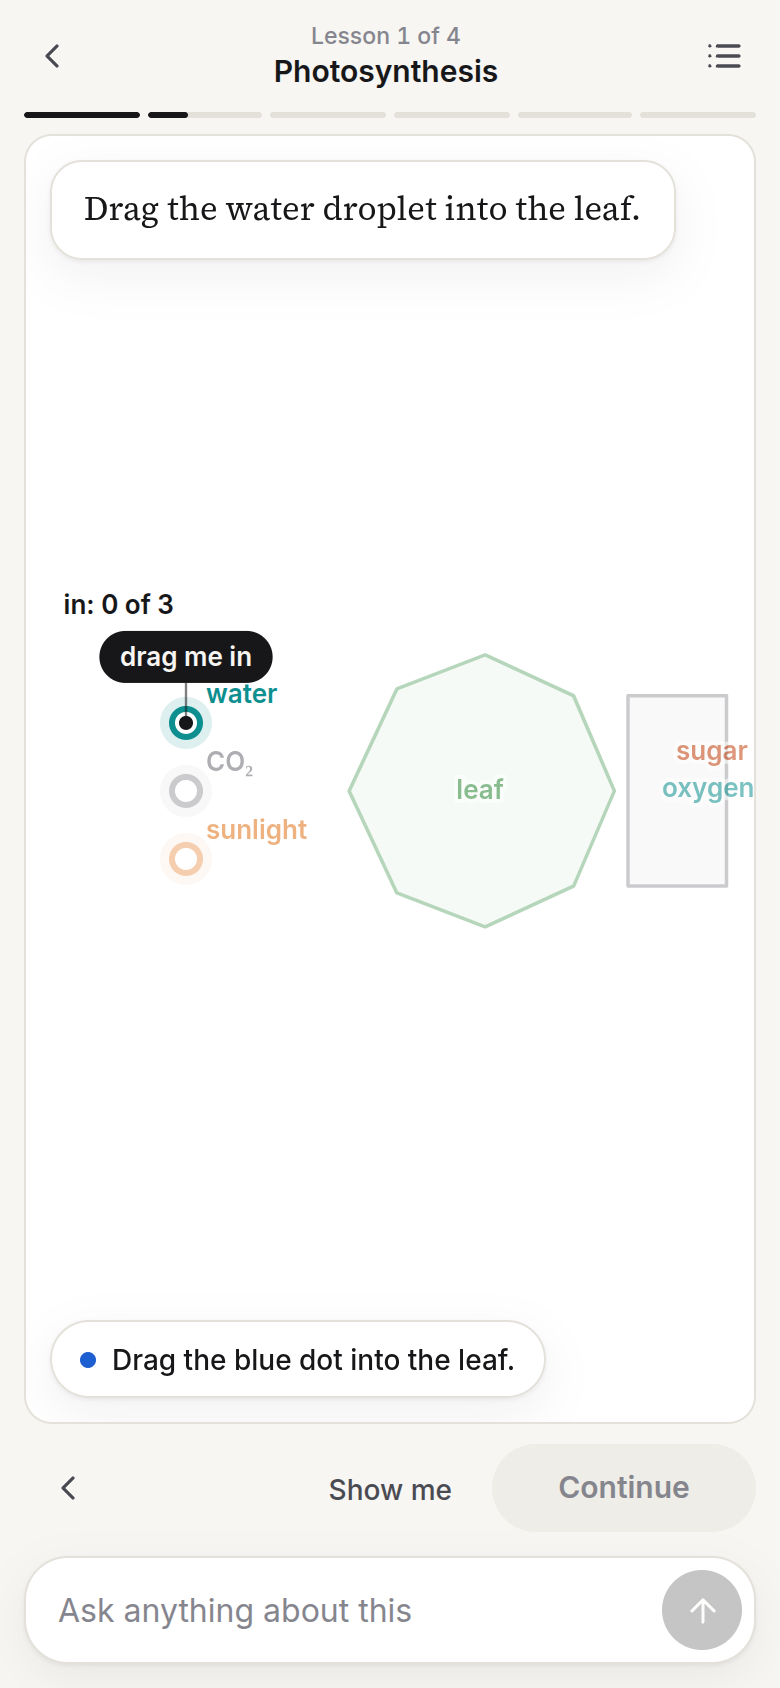 Lesson 1 of 4
Photosynthesis
Drag the water droplet into the leaf.
in: 0 of 3
drag me in
water
CO₂
sunlight
leaf
sugar
oxygen
Drag the blue dot into the leaf.
Show me
Continue
Ask anything about this